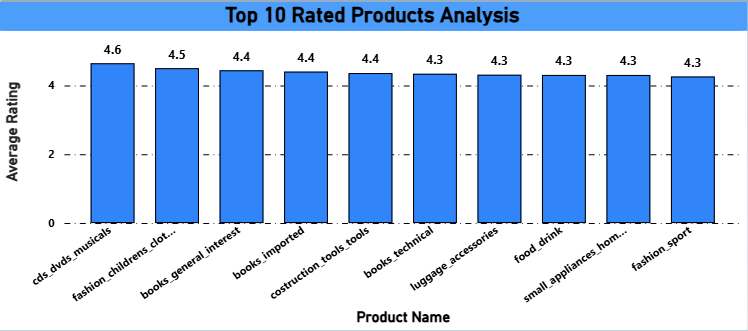 Top 10 Rated Products Analysis
4.6
4.5
4.4
4.4
4.4
4.3
4.3
4.3
4.3
4.3
4
2
0
Average Rating
cds_dvds_musicals
fashion_childrens_clot...
books_general_interest
books_imported
costruction_tools_tools
books_technical
luggage_accessories
food_drink
small_appliances_hom...
fashion_sport
Product Name